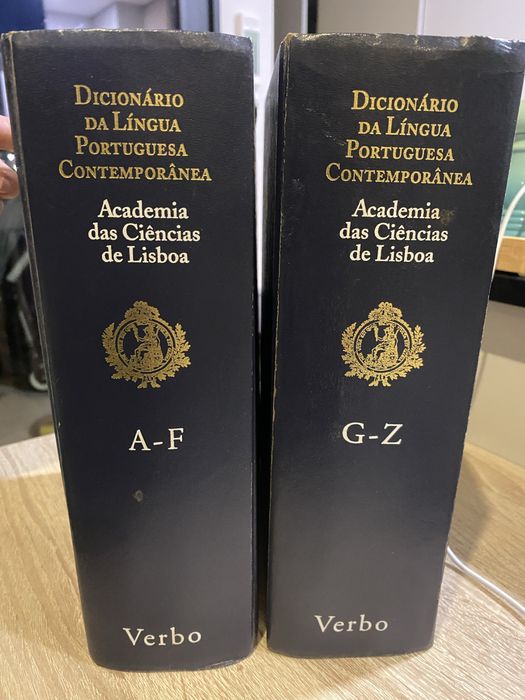 DICIONÁRIO
DA LÍNGUA
PORTUGUESA
CONTEMPORÂNEA
Academia
das Ciências
de Lisboa
A-F
Verbo
DICIONÁRIO
DA LÍNGUA
PORTUGUESA
CONTEMPORÂNEA
Academia
das Ciências
de Lisboa
G-Z
Verbo